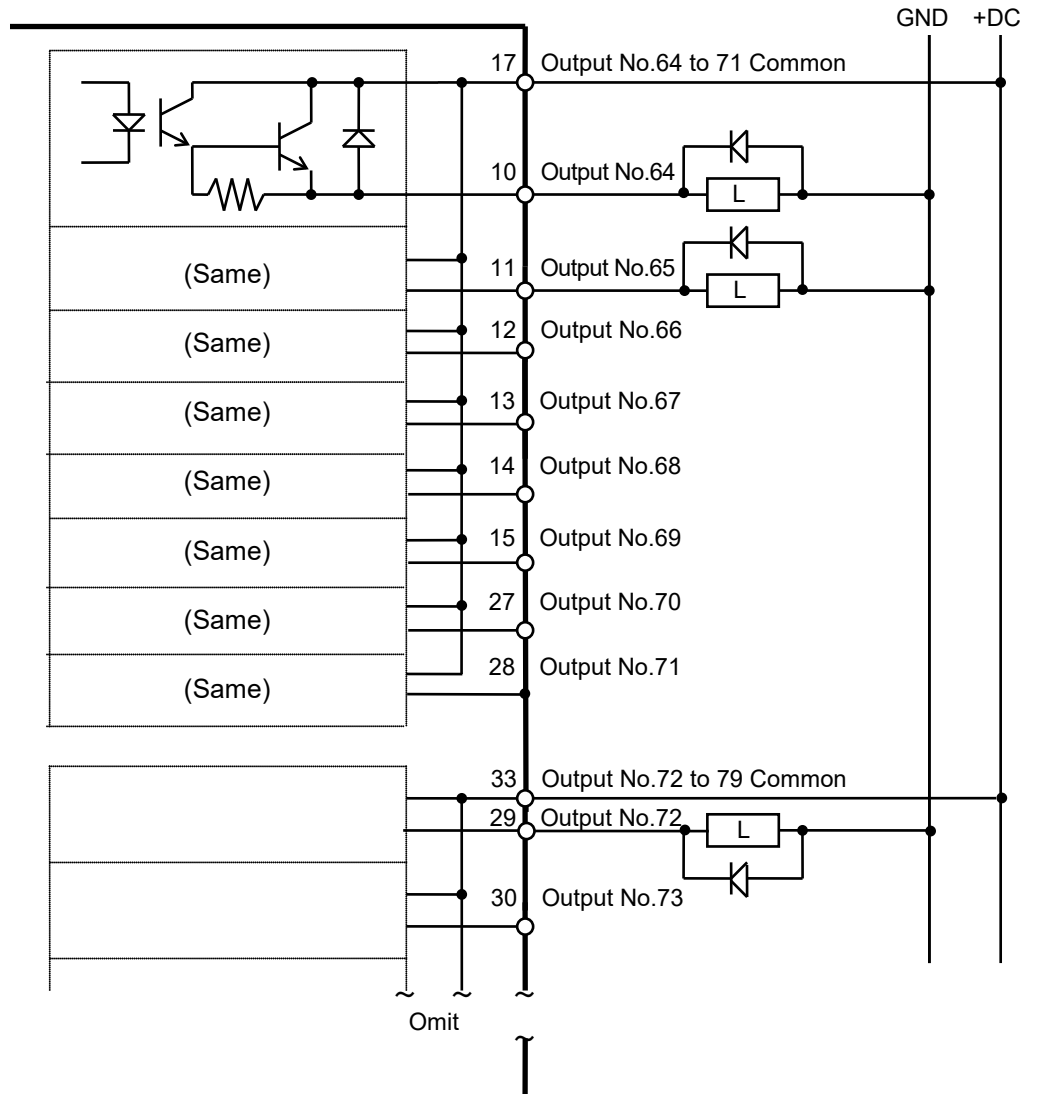 GND +DC
17 Output No.64 to 71 Common
10 Output No.64
L
(Same) 11 Output No.65
L
(Same) 12 Output No.66
(Same) 13 Output No.67
(Same) 14 Output No.68
(Same) 15 Output No.69
(Same) 27 Output No.70
(Same) 28 Output No.71
33 Output No.72 to 79 Common
29 Output No.72
L
30 Output No.73
Omit